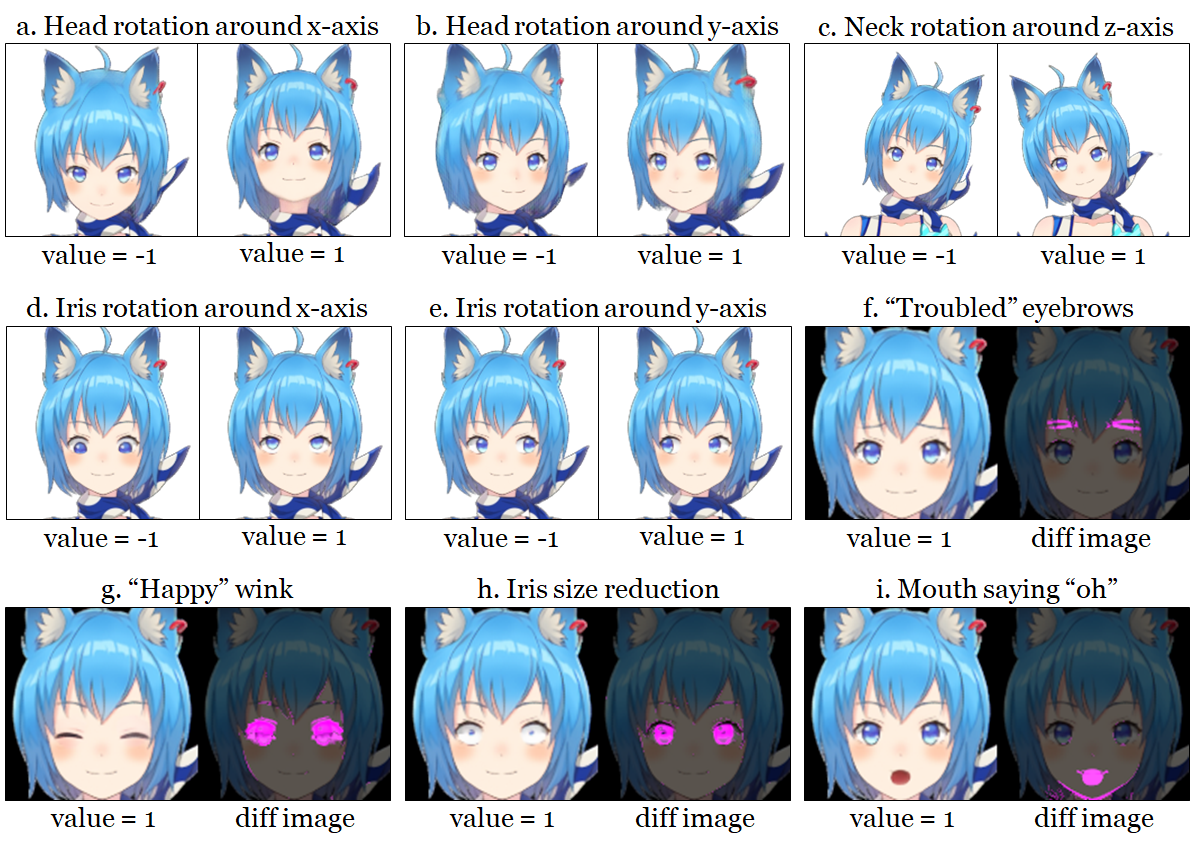 a. Head rotation around x-axis
b. Head rotation around y-axis
c. Neck rotation around z-axis
value = -1
value = 1
value = -1
value = 1
value = -1
value = 1
d. Iris rotation around x-axis
e. Iris rotation around y-axis
f. “Troubled” eyebrows
value = -1
value = 1
value = -1
value = 1
value = 1
diff image
g. “Happy” wink
h. Iris size reduction
i. Mouth saying “oh”
value = 1
diff image
value = 1
diff image
value = 1
diff image